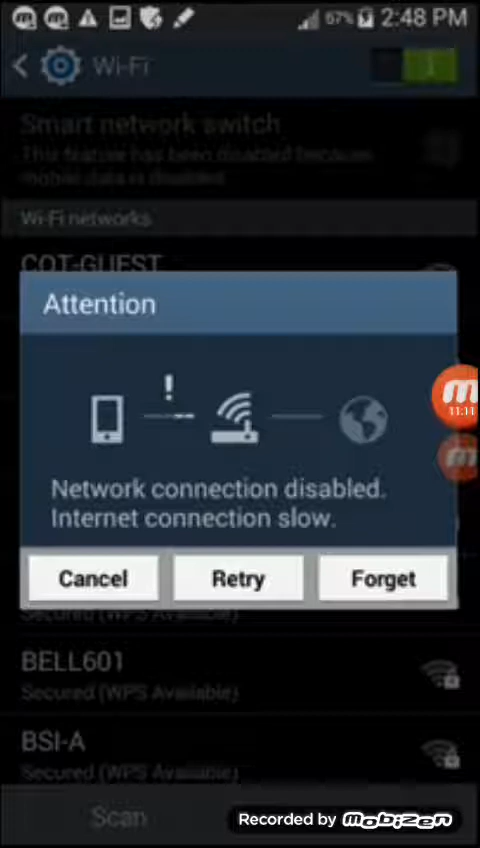 67% 2:48 PM
Wi-Fi
Smart network switch
This feature has been disabled because
mobile data is disabled
Wi-Fi networks
COT-GUEST
Attention
!
Network connection disabled.
Internet connection slow.
11:11
Cancel Retry Forget
Secured (WPS Available)
BELL601
Secured (WPS Available)
BSI-A
Secured (WPS Available)
Scan
Recorded by Mobizen